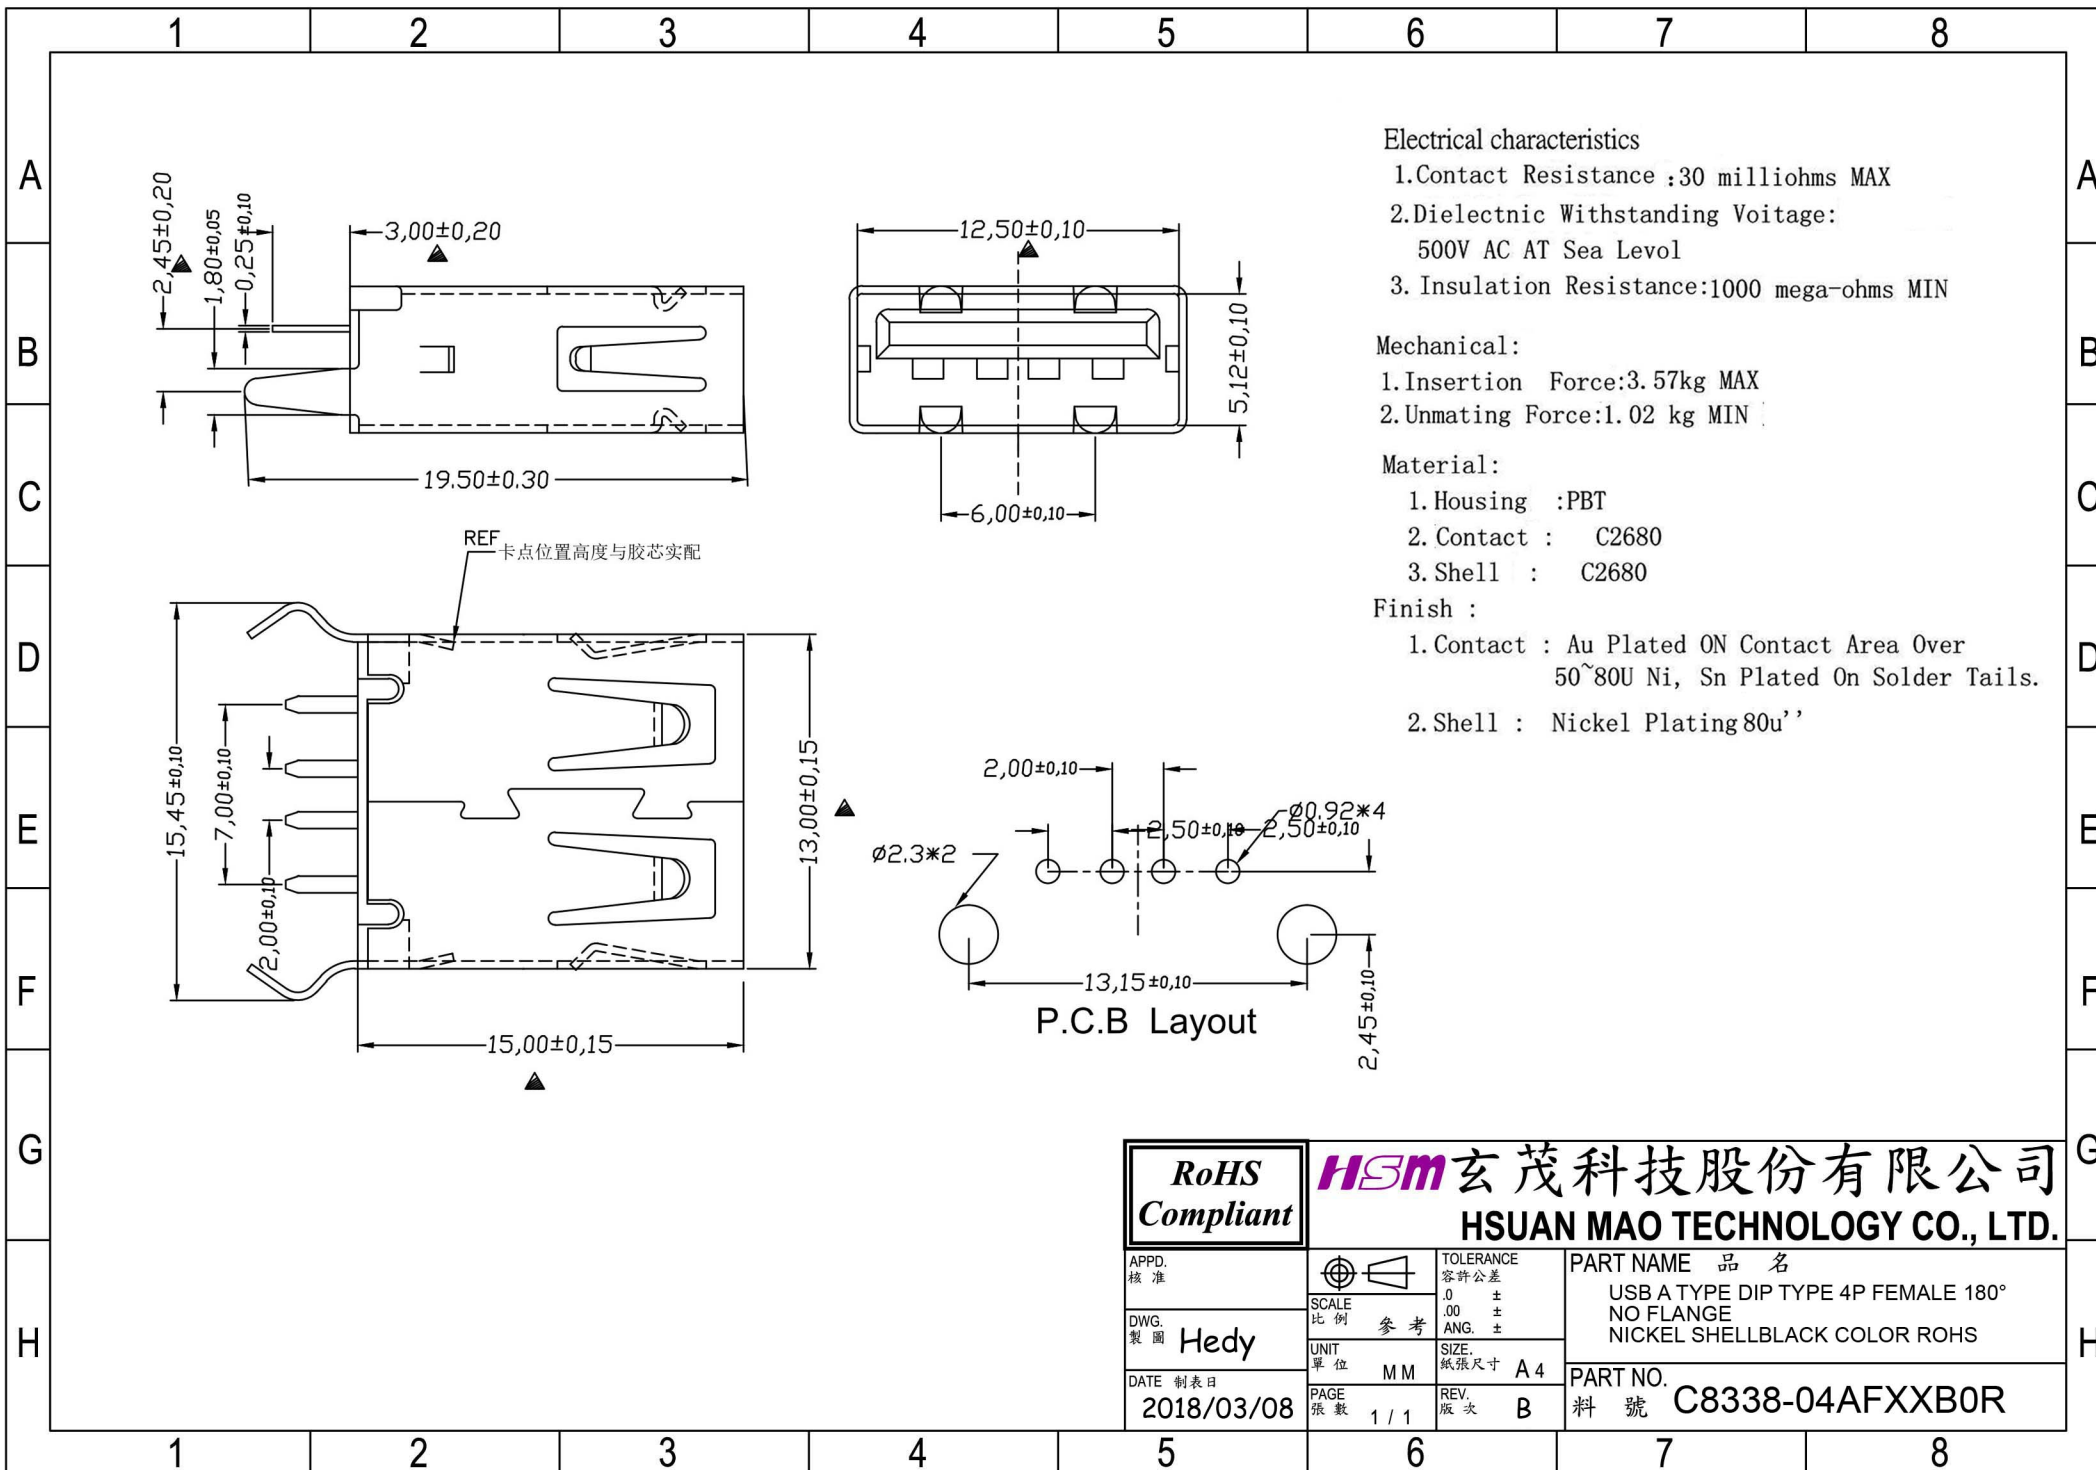 1 2 3 4 5 6 7 8
A A
B B
C C
D D
E E
F F
G G
H H
2,45±0,20
1,80±0,05
0,25±0,10
3,00±0,20
19.50±0.30
12,50±0,10
5,12±0,10
6,00±0,10
REF
卡点位置高度与胶芯实配
15,45±0,10
7,00±0,10
2,00±0,10
13,00±0,15
15,00±0,15
2,00±0,10
2,50±0,10
2,50±0,10
ø0.92*4
ø2.3*2
13,15±0,10
2,45±0,10
P.C.B Layout
Electrical characteristics
1.Contact Resistance :30 milliohms MAX
2.Dielectnic Withstanding Voitage:
500V AC AT Sea Levol
3. Insulation Resistance:1000 mega-ohms MIN
Mechanical:
1.Insertion Force:3.57kg MAX
2.Unmating Force:1.02 kg MIN
Material:
1.Housing :PBT
2.Contact : C2680
3.Shell : C2680
Finish :
1.Contact : Au Plated ON Contact Area Over
50~80U Ni, Sn Plated On Solder Tails.
2.Shell : Nickel Plating 80u''
RoHS
Compliant
HSM 玄茂科技股份有限公司
HSUAN MAO TECHNOLOGY CO., LTD.
APPD.
核 准
DWG.
製 圖 Hedy
DATE 制表日
2018/03/08
SCALE
比 例 參 考
UNIT
單 位 MM
PAGE
張 數 1 / 1
TOLERANCE
容許公差
.0 ±
.00 ±
ANG. ±
SIZE.
紙張尺寸 A4
REV.
版 次 B
PART NAME 品 名
USB A TYPE DIP TYPE 4P FEMALE 180°
NO FLANGE
NICKEL SHELLBLACK COLOR ROHS
PART NO.
料 號 C8338-04AFXXB0R
1 2 3 4 5 6 7 8